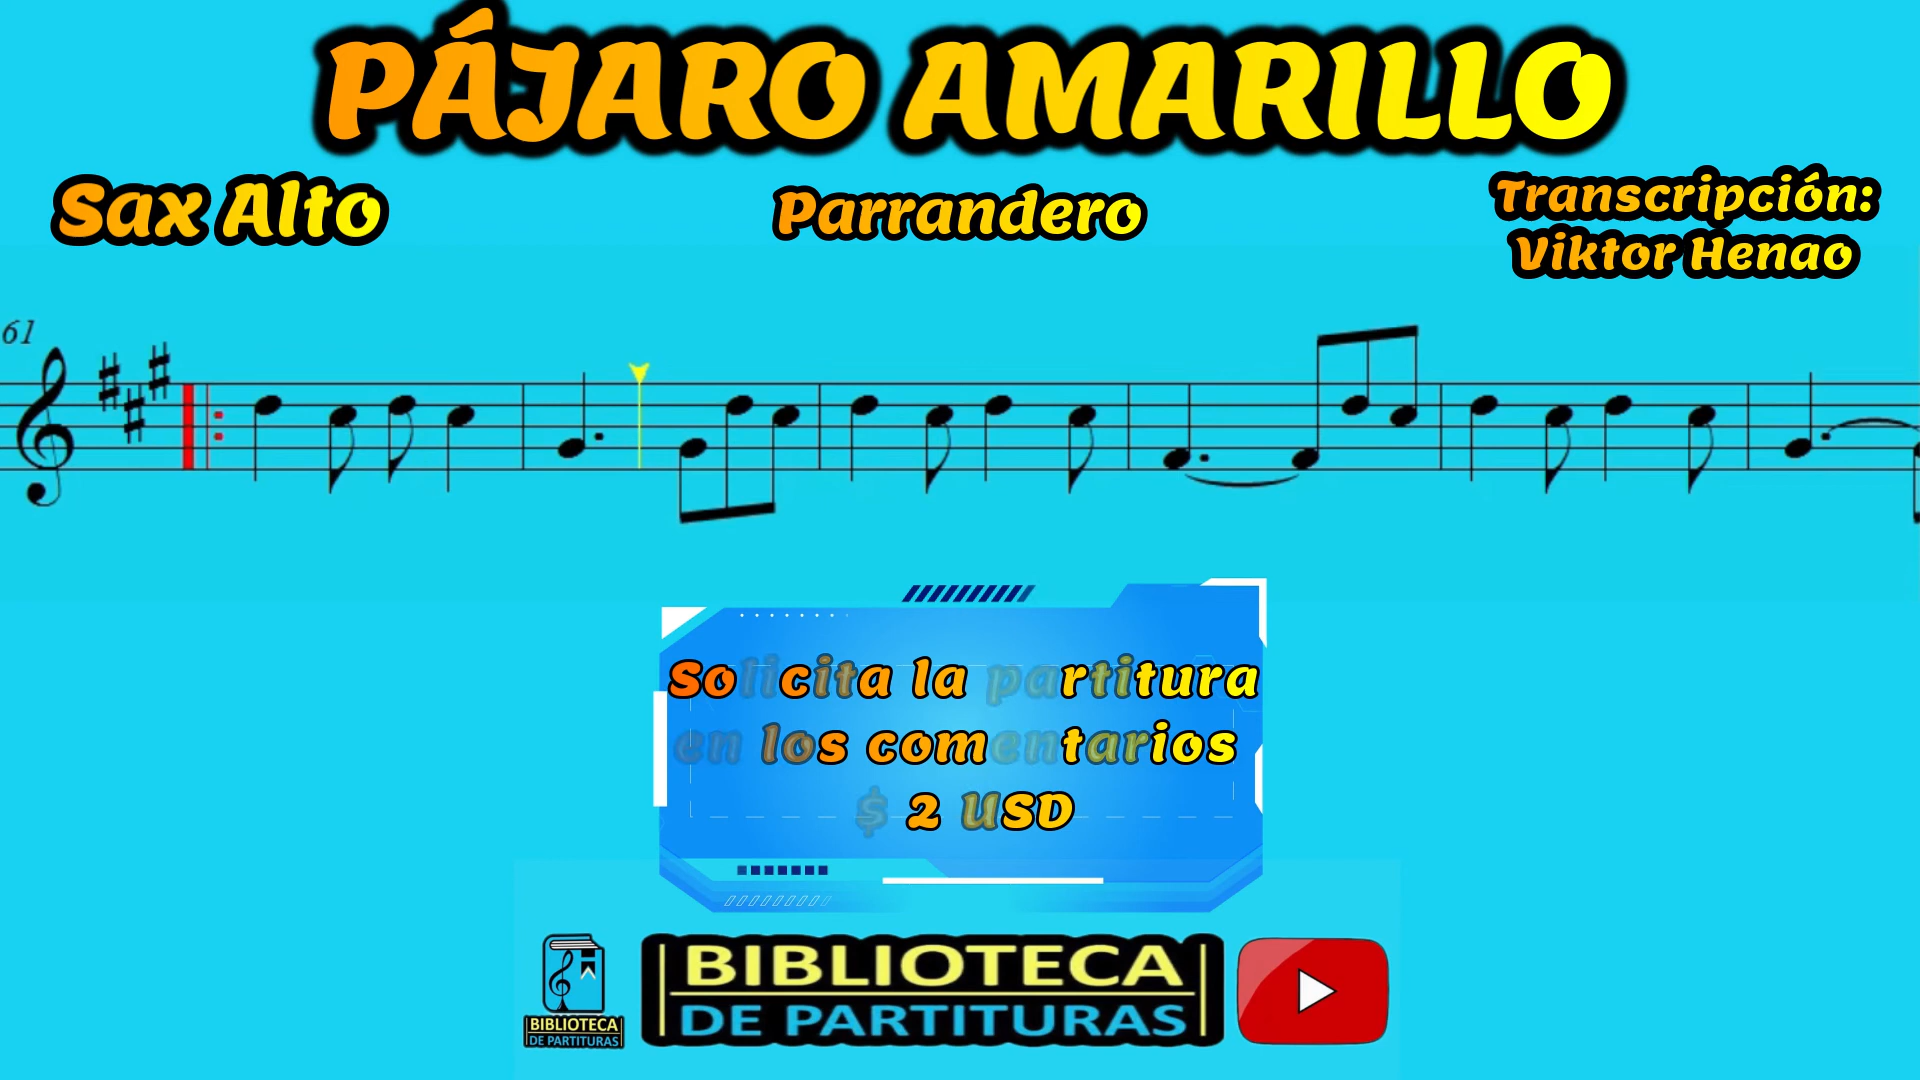 PÁJARO AMARILLO
Sax Alto
Parrandero
Transcripción:
Viktor Henao
61
Solicita la partitura
en los comentarios
$ 2 USD
BIBLIOTECA
DE PARTITURAS
BIBLIOTECA
DE PARTITURAS